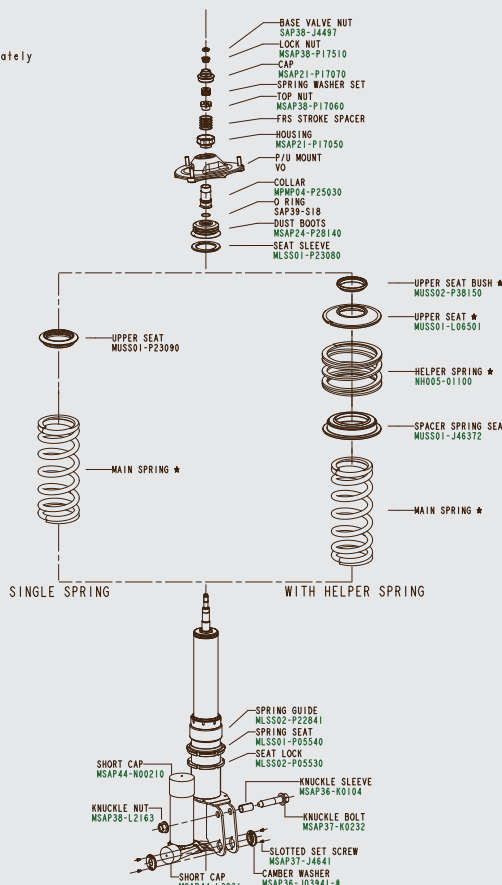 ately
BASE VALVE NUT
SAP38-J4497
LOCK NUT
MSAP38-P17510
CAP
MSAP21-P17070
SPRING WASHER SET
TOP NUT
MSAP38-P17060
FRS STROKE SPACER
HOUSING
MSAP21-P17050
P/U MOUNT
VO
COLLAR
MPMP04-P25030
O RING
SAP39-S18
DUST BOOTS
MSAP24-P28140
SEAT SLEEVE
MLSS01-P23080
UPPER SEAT BUSH ★
MUSS02-P38150
UPPER SEAT ★
MUSS01-L06501
UPPER SEAT
MUSS01-P23090
HELPER SPRING ★
NH005-01100
SPACER SPRING SEA
MUSS01-J46372
MAIN SPRING ★
MAIN SPRING ★
SINGLE SPRING
WITH HELPER SPRING
SPRING GUIDE
MLSS02-P22841
SPRING SEAT
MLSS01-P05540
SEAT LOCK
MLSS02-P05530
SHORT CAP
MSAP44-N00210
KNUCKLE SLEEVE
MSAP36-K0104
KNUCKLE NUT
MSAP38-L2163
KNUCKLE BOLT
MSAP37-K0232
SLOTTED SET SCREW
MSAP37-J4641
CAMBER WASHER
MSAP36-J03941-#
SHORT CAP